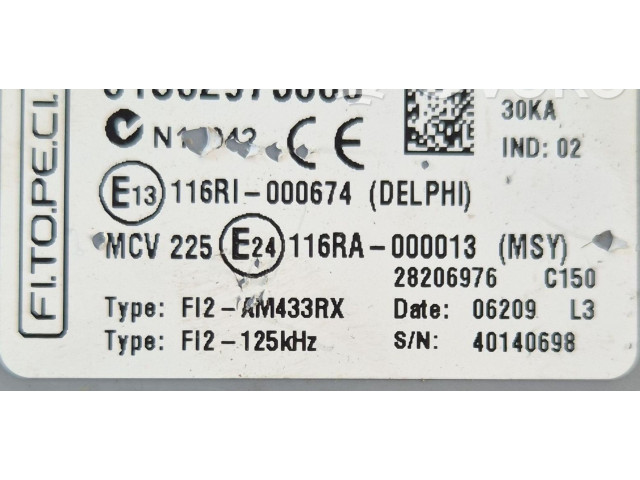 FI.TO.PE.CI.
30KA
IND: 02
CE
E13 116RI-000674 (DELPHI)
MCV 225 E24 116RA-000013 (MSY)
28206976 C150
Type: FI2-AM433RX Date: 06209 L3
Type: FI2-125kHz S/N: 40140698